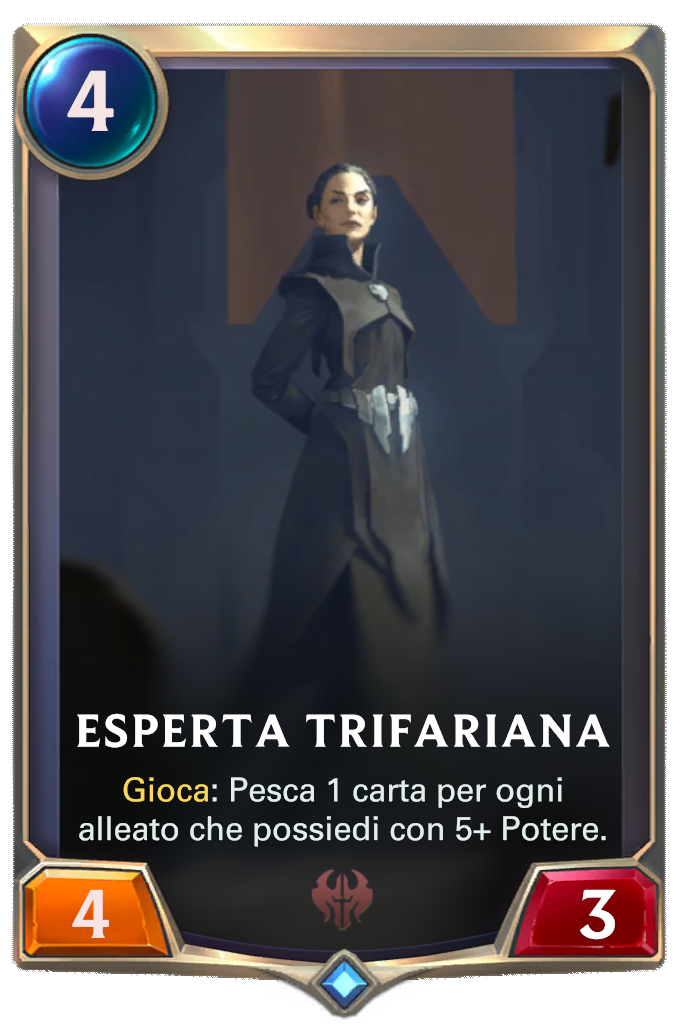 4
ESPERTA TRIFARIANA
Gioca: Pesca 1 carta per ogni
alleato che possiedi con 5+ Potere.
4
3